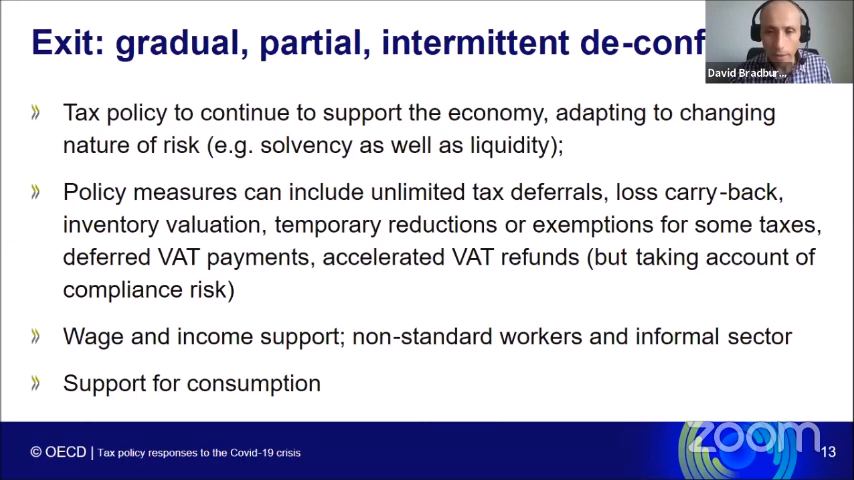 Exit: gradual, partial, intermittent de-conf
David Bradbur...
Tax policy to continue to support the economy, adapting to changing
nature of risk (e.g. solvency as well as liquidity);
Policy measures can include unlimited tax deferrals, loss carry-back,
inventory valuation, temporary reductions or exemptions for some taxes,
deferred VAT payments, accelerated VAT refunds (but taking account of
compliance risk)
Wage and income support; non-standard workers and informal sector
Support for consumption
© OECD | Tax policy responses to the Covid-19 crisis
zoom
13